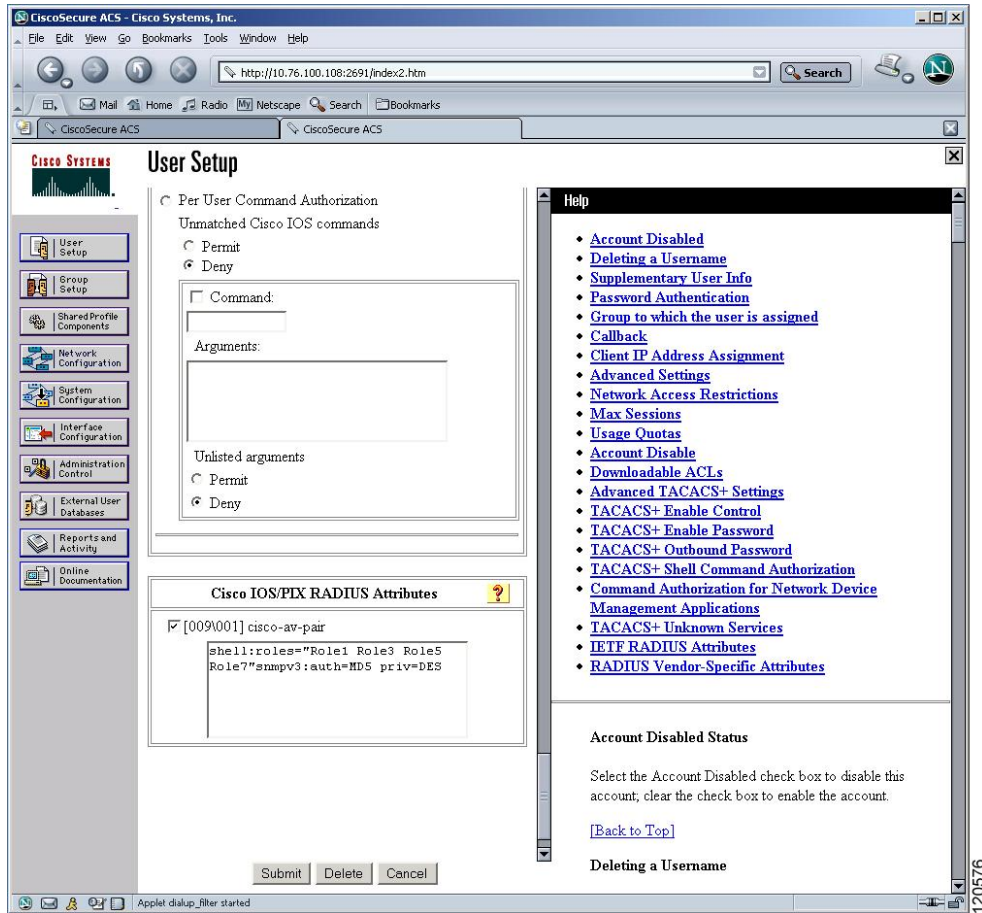 CiscoSecure ACS - Cisco Systems, Inc.
File Edit View Go Bookmarks Tools Window Help
http://10.76.100.108:2691/index2.htm
Search
N
Mail Home Radio My Netscape Search Bookmarks
CiscoSecure ACS
CiscoSecure ACS
CISCO SYSTEMS
User Setup
User Setup
Group Setup
Shared Profile Components
Network Configuration
System Configuration
Interface Configuration
Administration Control
External User Databases
Reports and Activity
Online Documentation
Per User Command Authorization
Unmatched Cisco IOS commands
Permit
Deny
Command:
Arguments:
Unlisted arguments
Permit
Deny
Cisco IOS/PIX RADIUS Attributes
?
[009\001] cisco-av-pair
shell:roles="Role1 Role3 Role5
Role7"snmpv3:auth=MD5 priv=DES
Submit Delete Cancel
Help
Account Disabled
Deleting a Username
Supplementary User Info
Password Authentication
Group to which the user is assigned
Callback
Client IP Address Assignment
Advanced Settings
Network Access Restrictions
Max Sessions
Usage Quotas
Account Disable
Downloadable ACLs
Advanced TACACS+ Settings
TACACS+ Enable Control
TACACS+ Enable Password
TACACS+ Outbound Password
TACACS+ Shell Command Authorization
Command Authorization for Network Device
Management Applications
TACACS+ Unknown Services
IETF RADIUS Attributes
RADIUS Vendor-Specific Attributes
Account Disabled Status
Select the Account Disabled check box to disable this
account; clear the check box to enable the account.
[Back to Top]
Deleting a Username
Applet dialup_filter started
120576